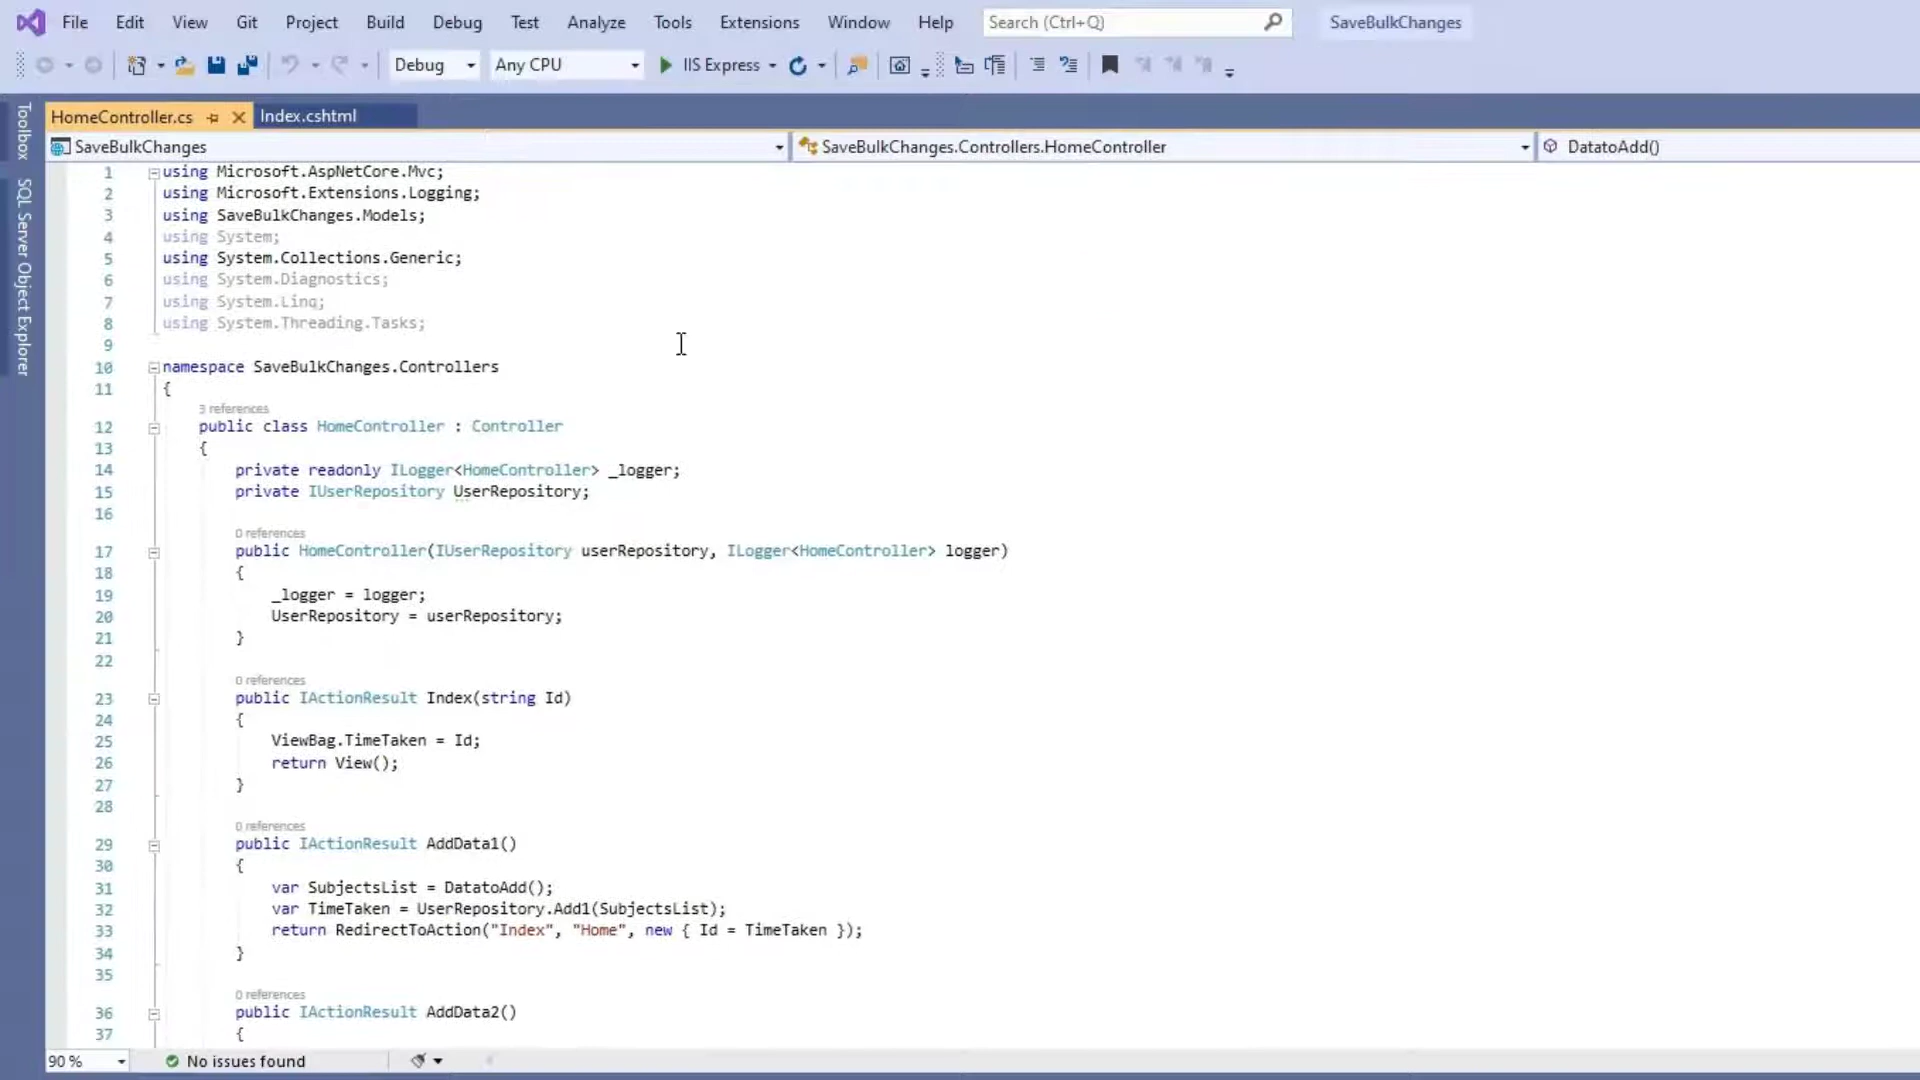 File Edit View Git Project Build Debug Test Analyze Tools Extensions Window Help Search (Ctrl+Q) SaveBulkChanges
Debug Any CPU IIS Express
Toolbox
SQL Server Object Explorer
HomeController.cs Index.cshtml
SaveBulkChanges SaveBulkChanges.Controllers.HomeController DatatoAdd()
1 using Microsoft.AspNetCore.Mvc;
2 using Microsoft.Extensions.Logging;
3 using SaveBulkChanges.Models;
4 using System;
5 using System.Collections.Generic;
6 using System.Diagnostics;
7 using System.Linq;
8 using System.Threading.Tasks;
9
10 namespace SaveBulkChanges.Controllers
11 {
3 references
12 public class HomeController : Controller
13 {
14 private readonly ILogger<HomeController> _logger;
15 private IUserRepository UserRepository;
16
0 references
17 public HomeController(IUserRepository userRepository, ILogger<HomeController> logger)
18 {
19 _logger = logger;
20 UserRepository = userRepository;
21 }
22
0 references
23 public IActionResult Index(string Id)
24 {
25 ViewBag.TimeTaken = Id;
26 return View();
27 }
28
0 references
29 public IActionResult AddData1()
30 {
31 var SubjectsList = DatatoAdd();
32 var TimeTaken = UserRepository.Add1(SubjectsList);
33 return RedirectToAction("Index", "Home", new { Id = TimeTaken });
34 }
35
0 references
36 public IActionResult AddData2()
37 {
90 % No issues found